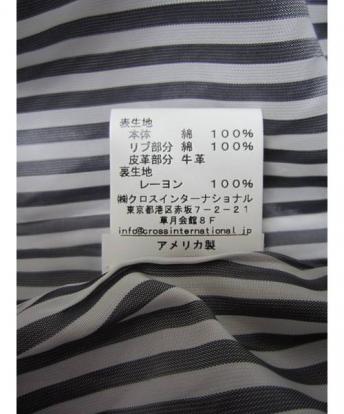 表生地
本体 綿 100%
リブ部分 綿 100%
皮革部分 牛革
裏生地
レーヨン 100%
㈱クロスインターナショナル
東京都港区赤坂7-2-21
草月会館8F
info@crossinternational.jp
アメリカ製